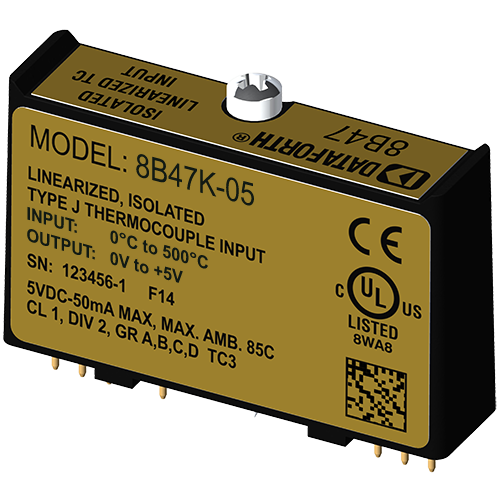 ISOLATED
LINEARIZED TC
INPUT
DATAFORTH®
8B47
MODEL: 8B47K-05
LINEARIZED, ISOLATED
TYPE J THERMOCOUPLE INPUT
INPUT: 0°C to 500°C
OUTPUT: 0V to +5V
SN: 123456-1 F14
5VDC-50mA MAX, MAX. AMB. 85C
CL 1, DIV 2, GR A,B,C,D TC3
CE
C UL US
LISTED
8WA8